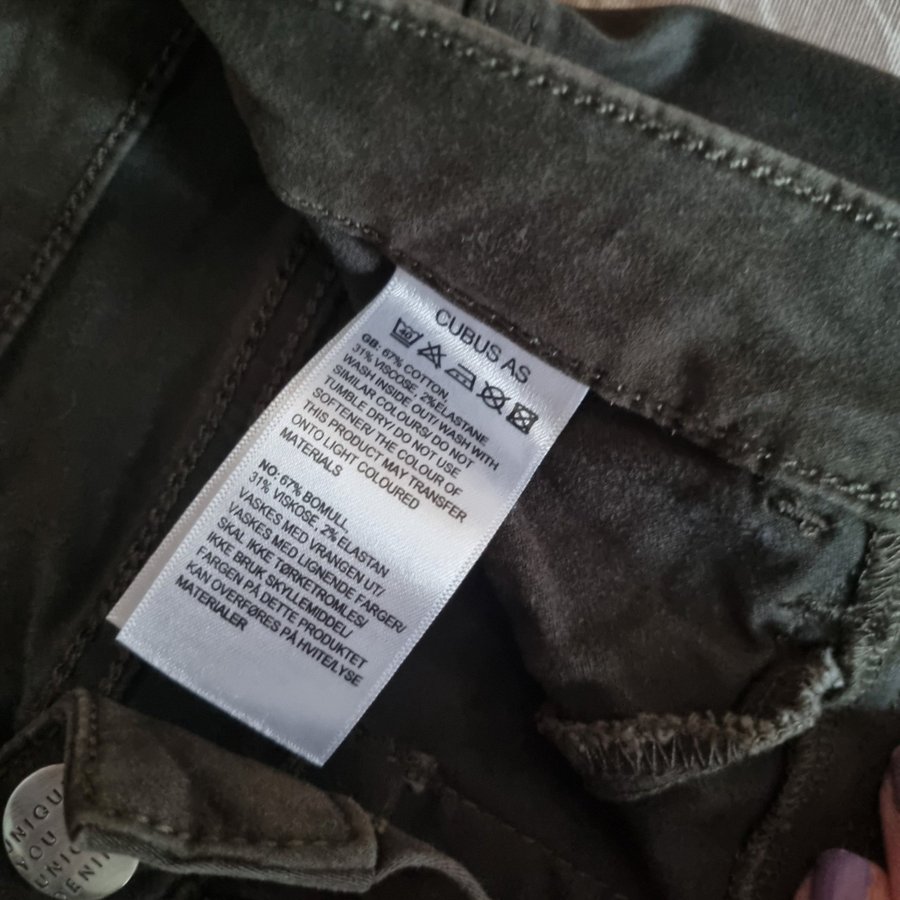 CUBUS AS
40
GB: 67% COTTON,
31% VISCOSE, 2%ELASTANE
WASH INSIDE OUT/ WASH WITH
SIMILAR COLOURS/ DO NOT
TUMBLE DRY/ DO NOT USE
SOFTENER/ THE COLOUR OF
THIS PRODUCT MAY TRANSFER
ONTO LIGHT COLOURED
MATERIALS
NO: 67% BOMULL,
31% VISKOSE, 2% ELASTAN
VASKES MED VRANGEN UT/
VASKES MED LIGNENDE FARGER/
SKAL IKKE TØRKETROMLES/
IKKE BRUK SKYLLEMIDDEL/
FARGEN PÅ DETTE PRODUKTET
KAN OVERFØRES PÅ HVITE/LYSE
MATERIALER
YOU